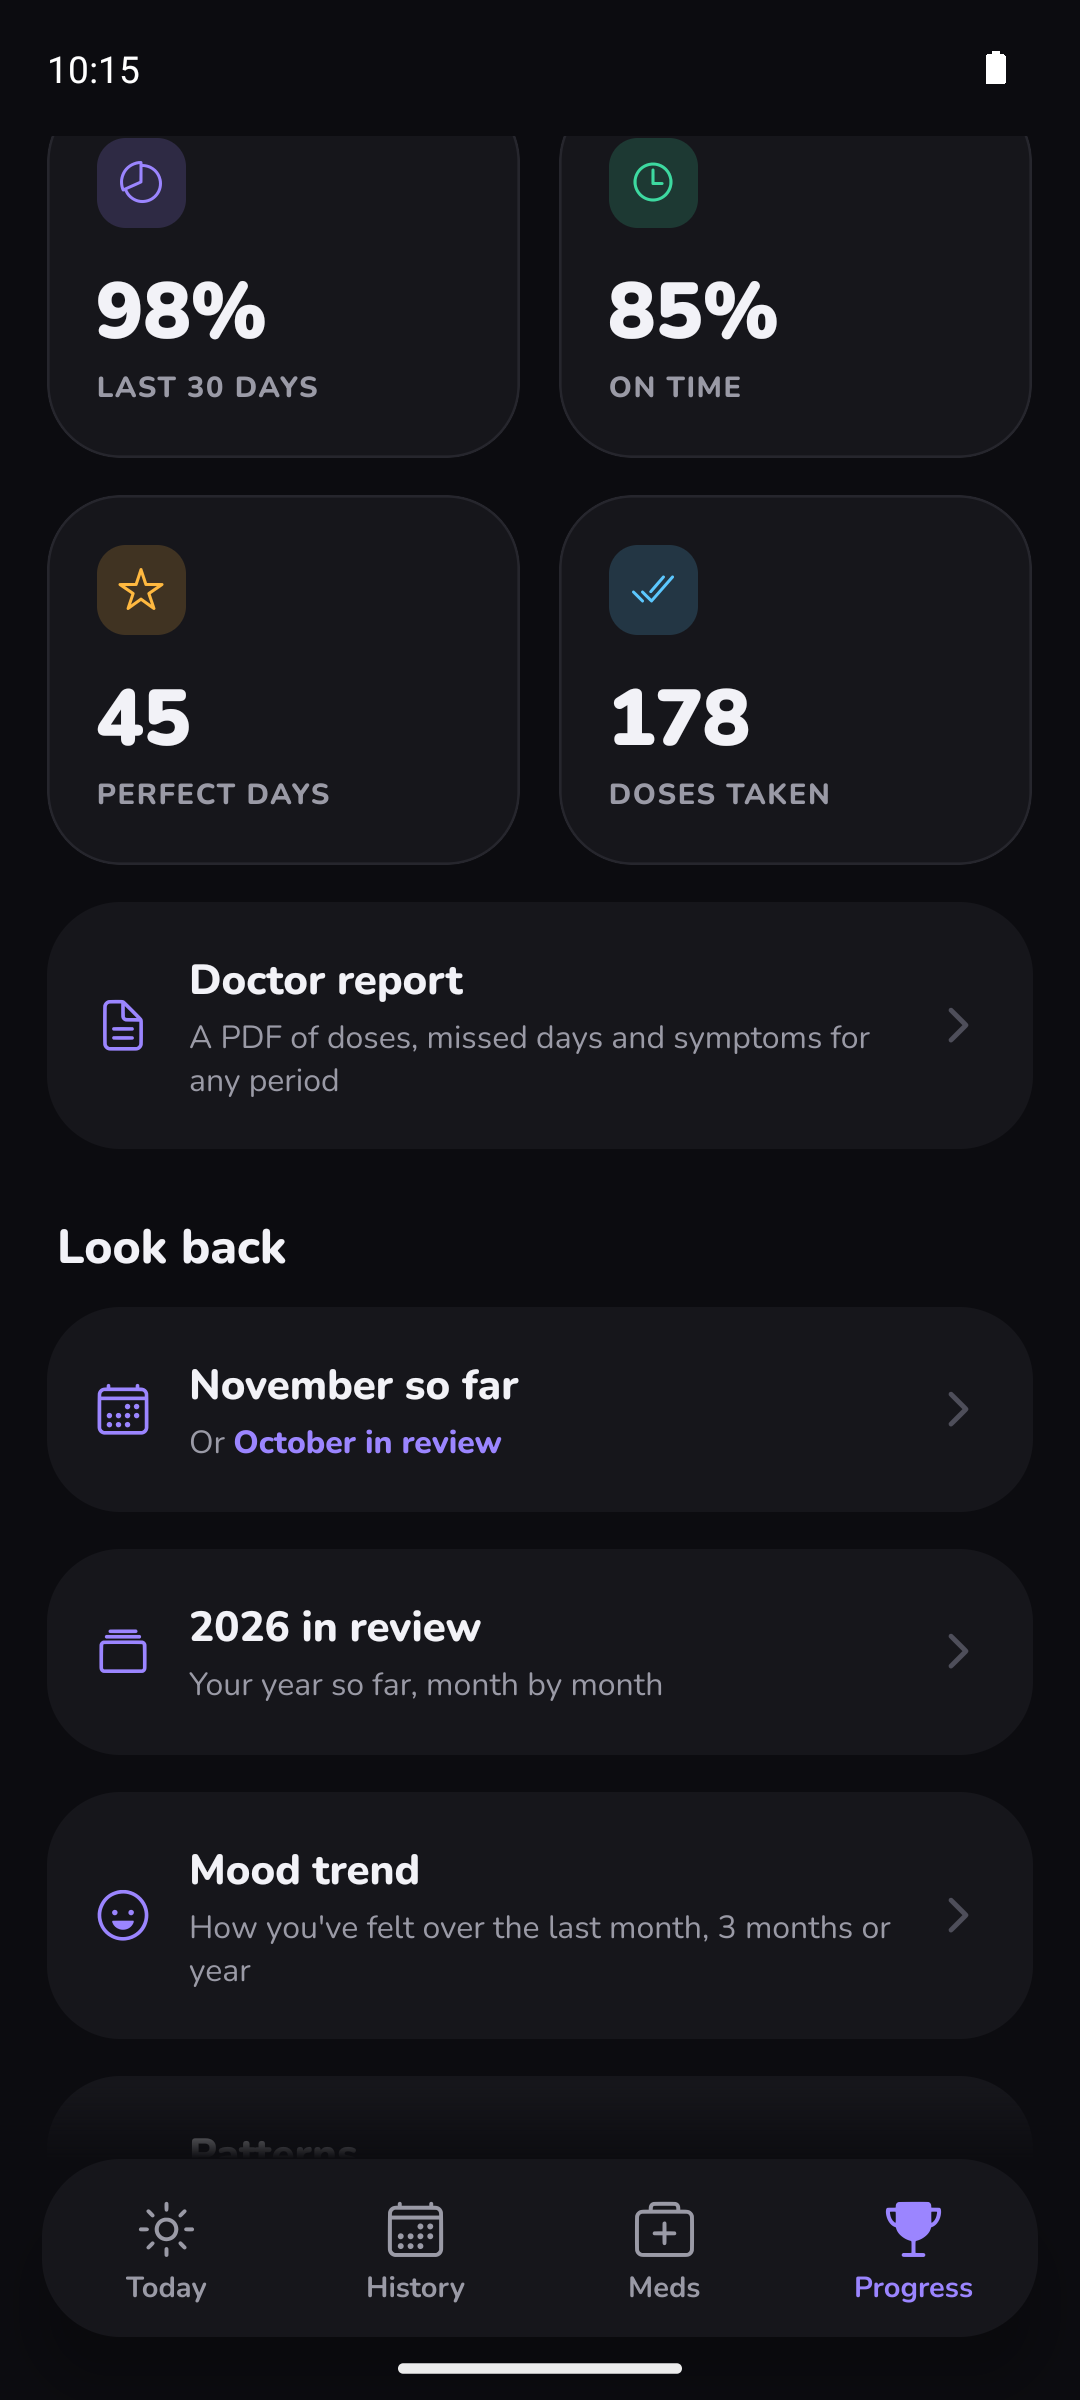 10:15
98%
LAST 30 DAYS
85%
ON TIME
45
PERFECT DAYS
178
DOSES TAKEN
Doctor report
A PDF of doses, missed days and symptoms for
any period
Look back
November so far
Or October in review
2026 in review
Your year so far, month by month
Mood trend
How you've felt over the last month, 3 months or
year
Patterns
Today
History
Meds
Progress